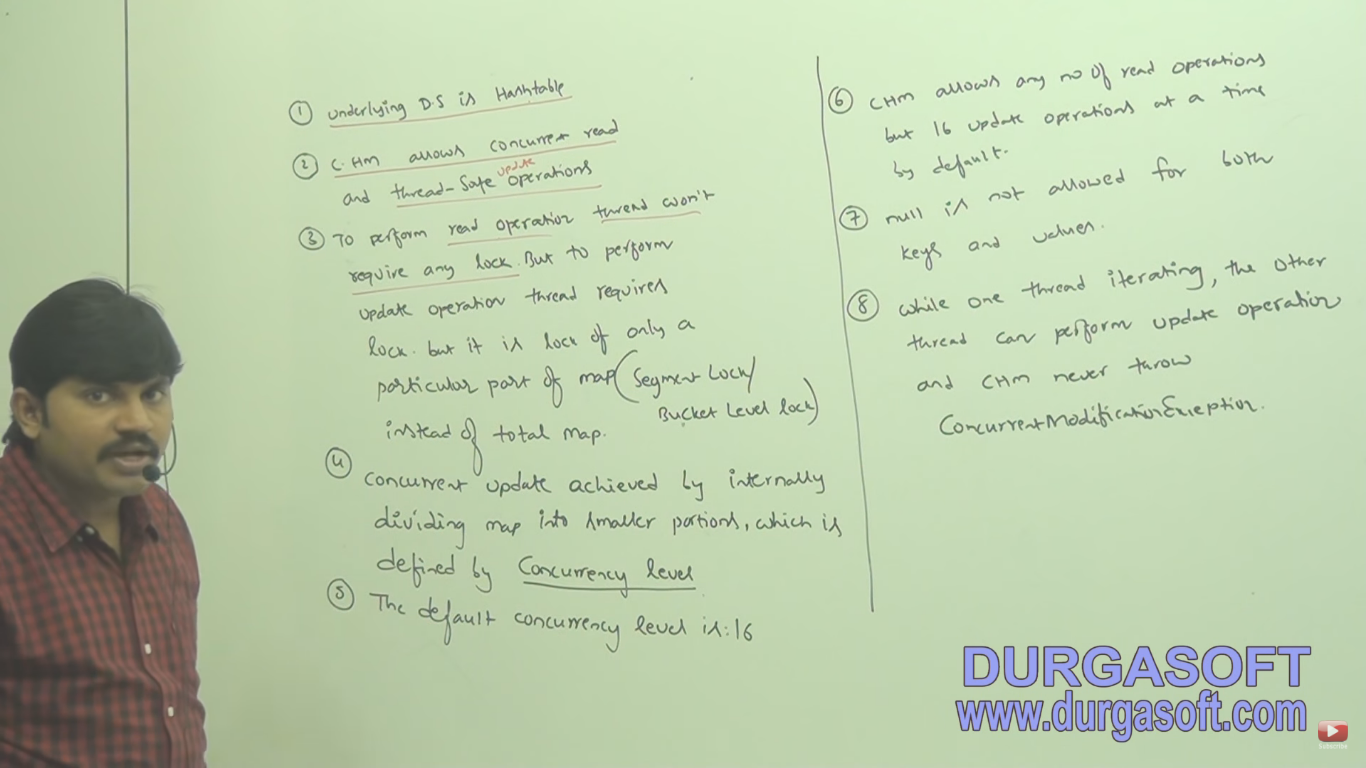 ① Underlying D.S is Hashtable
② C.HM allows concurrent read
and thread-Safe update operations
③ To perform read operation thread won't
require any lock. But to perform
update operation thread requires
lock. but it is lock of only a
particular part of map (Segment Lock/
Bucket Level lock)
instead of total map.
④ Concurrent update achieved by internally
dividing map into smaller portions, which is
defined by Concurrency level
⑤ The default concurrency level is:16
⑥ CHM allows any no of read operations
but 16 update operations at a time
by default.
⑦ null is not allowed for both
keys and values.
⑧ while one thread iterating, the other
thread can perform update operation
and CHM never throw
ConcurrentModificationException.
DURGASOFT
www.durgasoft.com
Subscribe